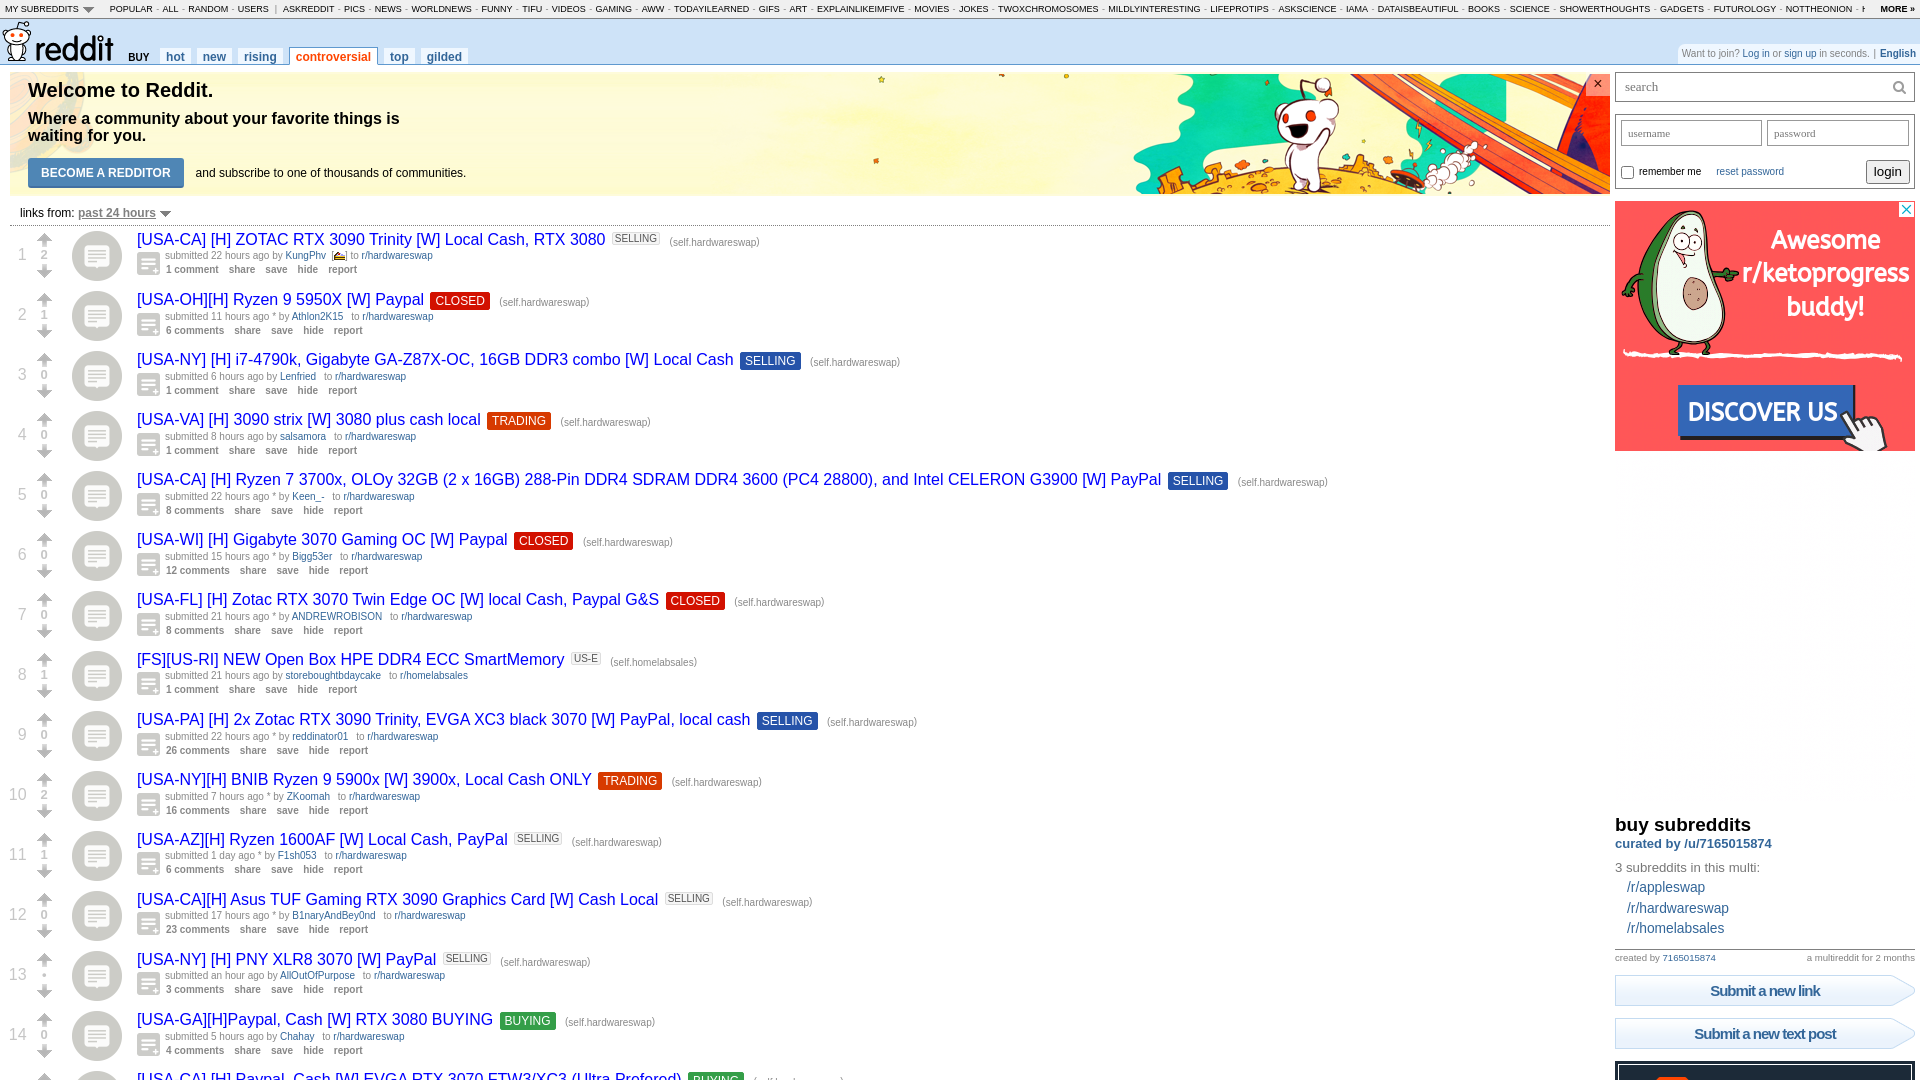 MY SUBREDDITS POPULAR - ALL - RANDOM - USERS | ASKREDDIT - PICS - NEWS - WORLDNEWS - FUNNY - TIFU - VIDEOS - GAMING - AWW - TODAYILEARNED - GIFS - ART - EXPLAINLIKEIMFIVE - MOVIES - JOKES - TWOXCHROMOSOMES - MILDLYINTERESTING - LIFEPROTIPS - ASKSCIENCE - IAMA - DATAISBEAUTIFUL - BOOKS - SCIENCE - SHOWERTHOUGHTS - GADGETS - FUTUROLOGY - NOTTHEONION - MORE »
reddit BUY hot new rising controversial top gilded
Want to join? Log in or sign up in seconds. | English
Welcome to Reddit.
Where a community about your favorite things is
waiting for you.
BECOME A REDDITOR and subscribe to one of thousands of communities.
×
links from: past 24 hours
1
2
[USA-CA] [H] ZOTAC RTX 3090 Trinity [W] Local Cash, RTX 3080 SELLING (self.hardwareswap)
submitted 22 hours ago by KungPhv to r/hardwareswap
1 comment share save hide report
2
1
[USA-OH][H] Ryzen 9 5950X [W] Paypal CLOSED (self.hardwareswap)
submitted 11 hours ago * by Athlon2K15 to r/hardwareswap
6 comments share save hide report
3
0
[USA-NY] [H] i7-4790k, Gigabyte GA-Z87X-OC, 16GB DDR3 combo [W] Local Cash SELLING (self.hardwareswap)
submitted 6 hours ago by Lenfried to r/hardwareswap
1 comment share save hide report
4
0
[USA-VA] [H] 3090 strix [W] 3080 plus cash local TRADING (self.hardwareswap)
submitted 8 hours ago by salsamora to r/hardwareswap
1 comment share save hide report
5
0
[USA-CA] [H] Ryzen 7 3700x, OLOy 32GB (2 x 16GB) 288-Pin DDR4 SDRAM DDR4 3600 (PC4 28800), and Intel CELERON G3900 [W] PayPal SELLING (self.hardwareswap)
submitted 22 hours ago * by Keen_- to r/hardwareswap
8 comments share save hide report
6
0
[USA-WI] [H] Gigabyte 3070 Gaming OC [W] Paypal CLOSED (self.hardwareswap)
submitted 15 hours ago * by Bigg53er to r/hardwareswap
12 comments share save hide report
7
0
[USA-FL] [H] Zotac RTX 3070 Twin Edge OC [W] local Cash, Paypal G&S CLOSED (self.hardwareswap)
submitted 21 hours ago * by ANDREWROBISON to r/hardwareswap
8 comments share save hide report
8
1
[FS][US-RI] NEW Open Box HPE DDR4 ECC SmartMemory US-E (self.homelabsales)
submitted 21 hours ago by storeboughtbdaycake to r/homelabsales
1 comment share save hide report
9
0
[USA-PA] [H] 2x Zotac RTX 3090 Trinity, EVGA XC3 black 3070 [W] PayPal, local cash SELLING (self.hardwareswap)
submitted 22 hours ago * by reddinator01 to r/hardwareswap
26 comments share save hide report
10
2
[USA-NY][H] BNIB Ryzen 9 5900x [W] 3900x, Local Cash ONLY TRADING (self.hardwareswap)
submitted 7 hours ago * by ZKoomah to r/hardwareswap
16 comments share save hide report
11
1
[USA-AZ][H] Ryzen 1600AF [W] Local Cash, PayPal SELLING (self.hardwareswap)
submitted 1 day ago * by F1sh053 to r/hardwareswap
6 comments share save hide report
12
0
[USA-CA][H] Asus TUF Gaming RTX 3090 Graphics Card [W] Cash Local SELLING (self.hardwareswap)
submitted 17 hours ago * by B1naryAndBey0nd to r/hardwareswap
23 comments share save hide report
13
•
[USA-NY] [H] PNY XLR8 3070 [W] PayPal SELLING (self.hardwareswap)
submitted an hour ago by AllOutOfPurpose to r/hardwareswap
3 comments share save hide report
14
0
[USA-GA][H]Paypal, Cash [W] RTX 3080 BUYING BUYING (self.hardwareswap)
submitted 5 hours ago by Chahay to r/hardwareswap
4 comments share save hide report
[USA-CA] [H] Paypal, Cash [W] EVGA RTX 3070 FTW3/XC3 (Ultra Prefered) BUYING
search
username password
remember me reset password login
Awesome
r/ketoprogress
buddy!
DISCOVER US
buy subreddits
curated by /u/7165015874
3 subreddits in this multi:
/r/appleswap
/r/hardwareswap
/r/homelabsales
created by 7165015874 a multireddit for 2 months
Submit a new link
Submit a new text post